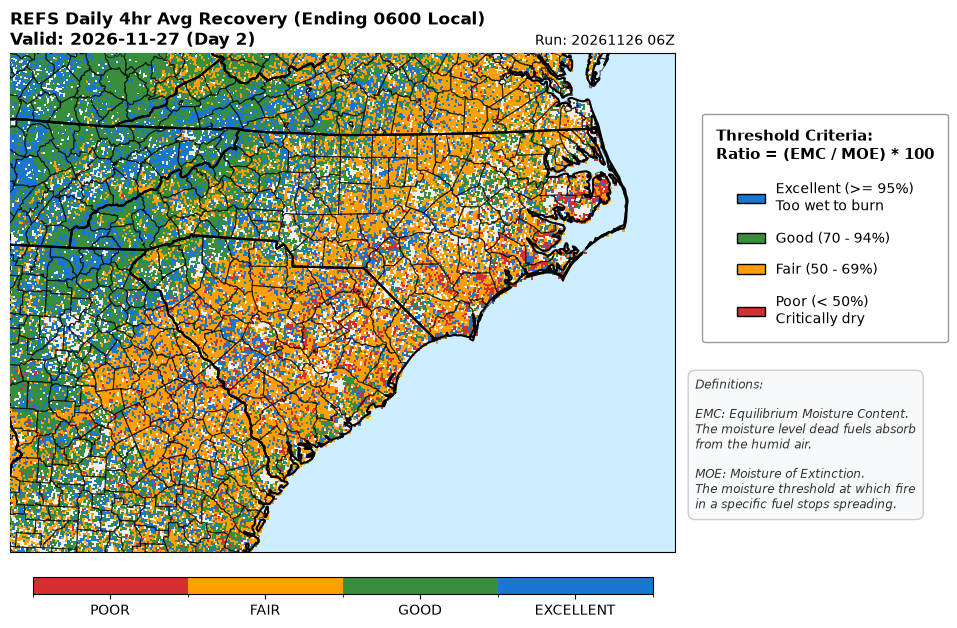 REFS Daily 4hr Avg Recovery (Ending 0600 Local)
Valid: 2026-11-27 (Day 2)
Run: 20261126 06Z
Threshold Criteria:
Ratio = (EMC / MOE) * 100
Excellent (>= 95%)
Too wet to burn
Good (70 - 94%)
Fair (50 - 69%)
Poor (< 50%)
Critically dry
Definitions:
EMC: Equilibrium Moisture Content.
The moisture level dead fuels absorb
from the humid air.
MOE: Moisture of Extinction.
The moisture threshold at which fire
in a specific fuel stops spreading.
POOR
FAIR
GOOD
EXCELLENT